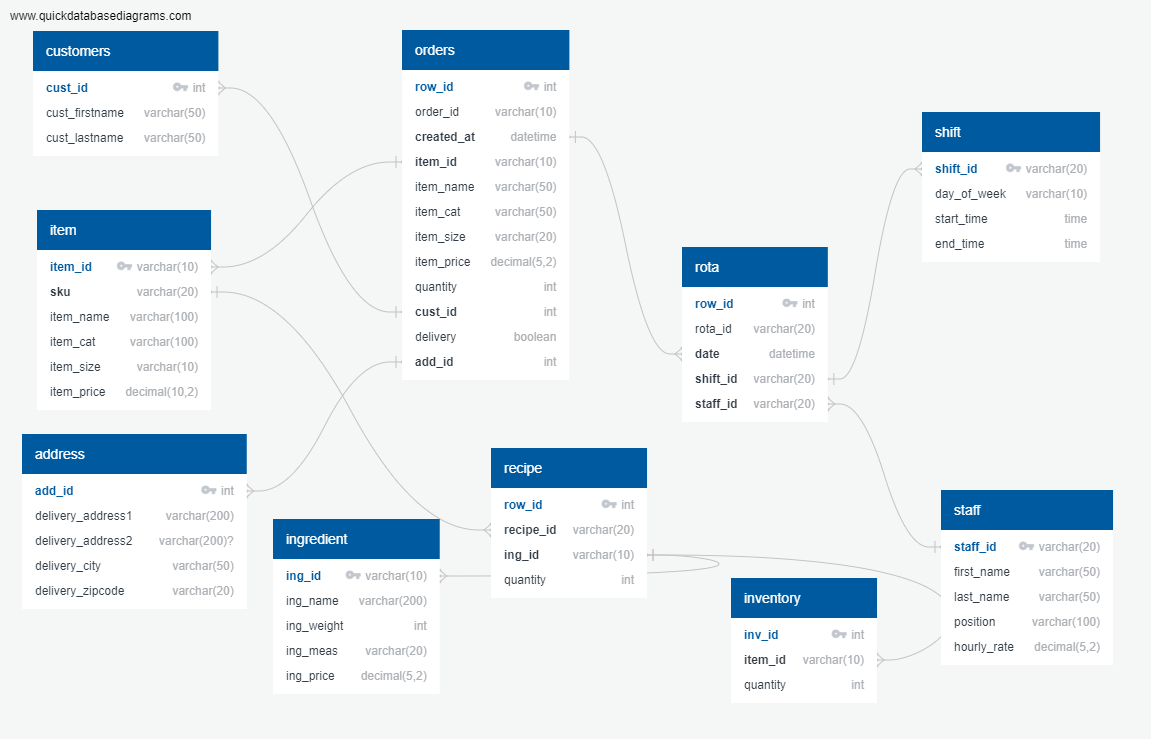 www.quickdatabasediagrams.com
customers
cust_id int
cust_firstname varchar(50)
cust_lastname varchar(50)
item
item_id varchar(10)
sku varchar(20)
item_name varchar(100)
item_cat varchar(100)
item_size varchar(10)
item_price decimal(10,2)
address
add_id int
delivery_address1 varchar(200)
delivery_address2 varchar(200)?
delivery_city varchar(50)
delivery_zipcode varchar(20)
ingredient
ing_id varchar(10)
ing_name varchar(200)
ing_weight int
ing_meas varchar(20)
ing_price decimal(5,2)
orders
row_id int
order_id varchar(10)
created_at datetime
item_id varchar(10)
item_name varchar(50)
item_cat varchar(50)
item_size varchar(20)
item_price decimal(5,2)
quantity int
cust_id int
delivery boolean
add_id int
recipe
row_id int
recipe_id varchar(20)
ing_id varchar(10)
quantity int
rota
row_id int
rota_id varchar(20)
date datetime
shift_id varchar(20)
staff_id varchar(20)
inventory
inv_id int
item_id varchar(10)
quantity int
shift
shift_id varchar(20)
day_of_week varchar(10)
start_time time
end_time time
staff
staff_id varchar(20)
first_name varchar(50)
last_name varchar(50)
position varchar(100)
hourly_rate decimal(5,2)